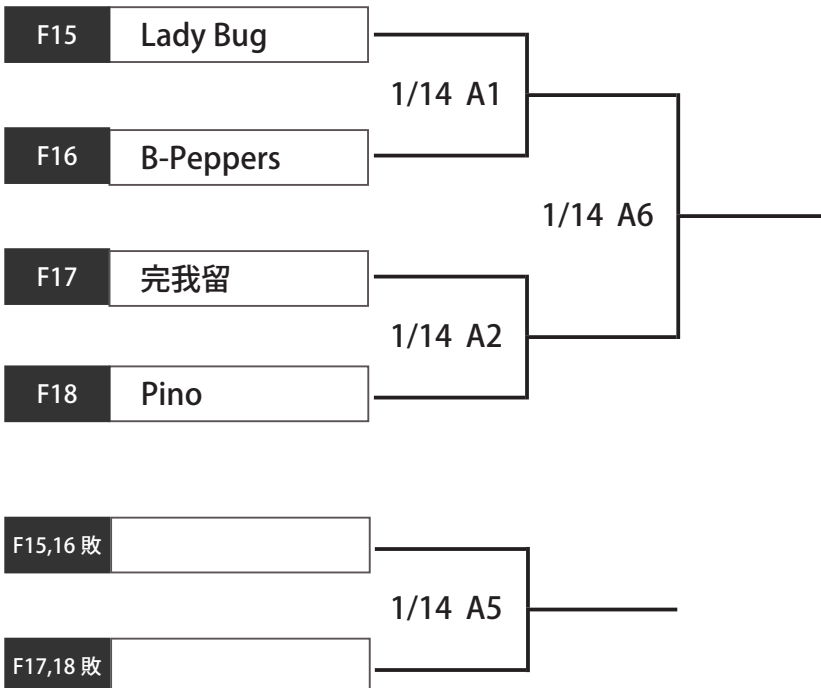 F15 Lady Bug
1/14 A1
F16 B-Peppers
1/14 A6
F17 完我留
1/14 A2
F18 Pino
F15,16 敗
1/14 A5
F17,18 敗